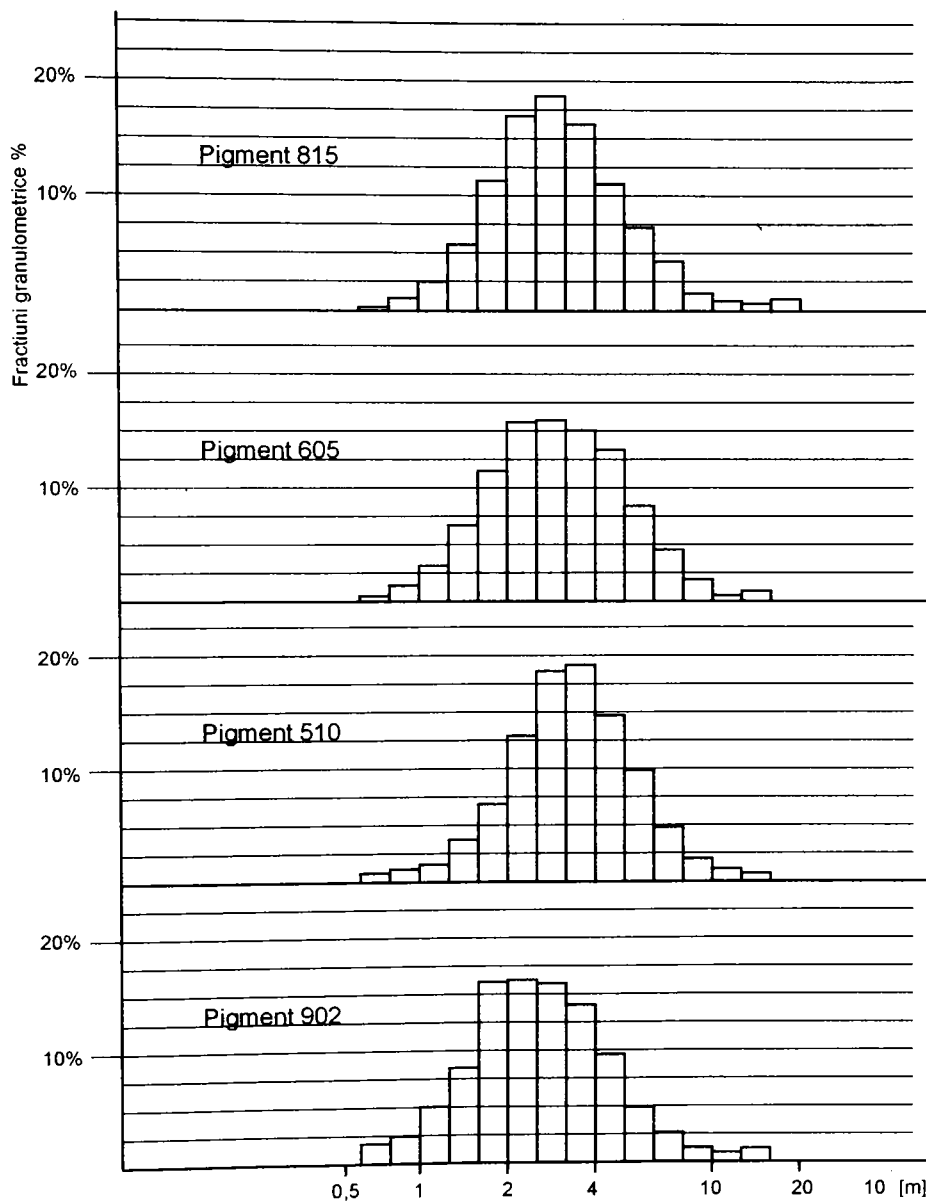 Fractiuni granulometrice %
20%
Pigment 815
10%
20%
Pigment 605
10%
20%
Pigment 510
10%
20%
Pigment 902
10%
0,5 1 2 4 10 20 10 [m]